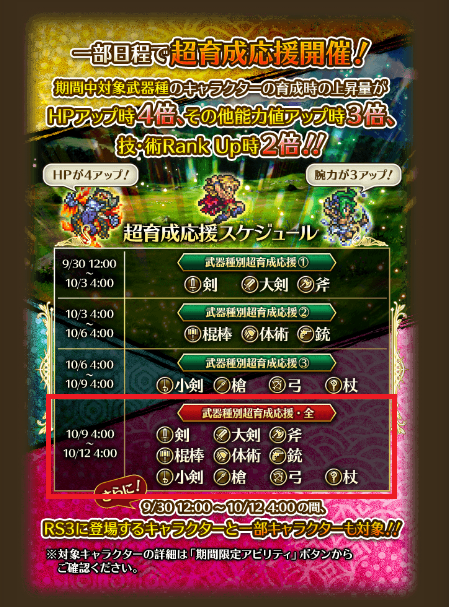 一部日程で超育成応援開催！
期間中対象武器種のキャラクターの育成時の上昇量が
HPアップ時4倍、その他能力値アップ時3倍、
技・術Rank Up時2倍!!
HPが4アップ！
腕力が3アップ！
超育成応援スケジュール
9/30 12:00
～
10/3 4:00
武器種別超育成応援①
剣 大剣 斧
10/3 4:00
～
10/6 4:00
武器種別超育成応援②
棍棒 体術 銃
10/6 4:00
～
10/9 4:00
武器種別超育成応援③
小剣 槍 弓 杖
10/9 4:00
～
10/12 4:00
武器種別超育成応援・全
剣 大剣 斧
棍棒 体術 銃
小剣 槍 弓 杖
さらに！
9/30 12:00～10/12 4:00の間、
RS3に登場するキャラクターと一部キャラクターも対象!!
※対象キャラクターの詳細は「期間限定アビリティ」ボタンから
ご確認ください。